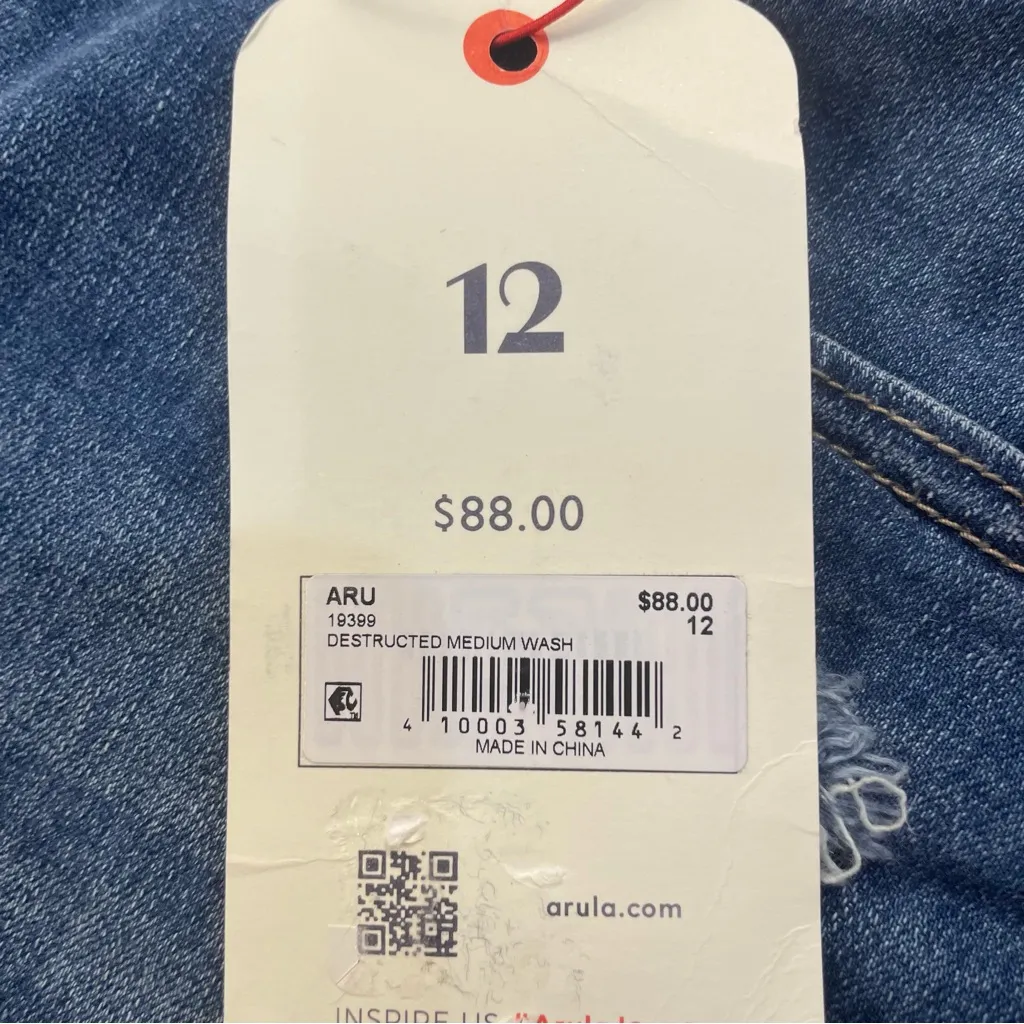 12
$88.00
ARU $88.00
19399 12
DESTRUCTED MEDIUM WASH
4 10003 58144 2
MADE IN CHINA
arula.com
INSPIRE US